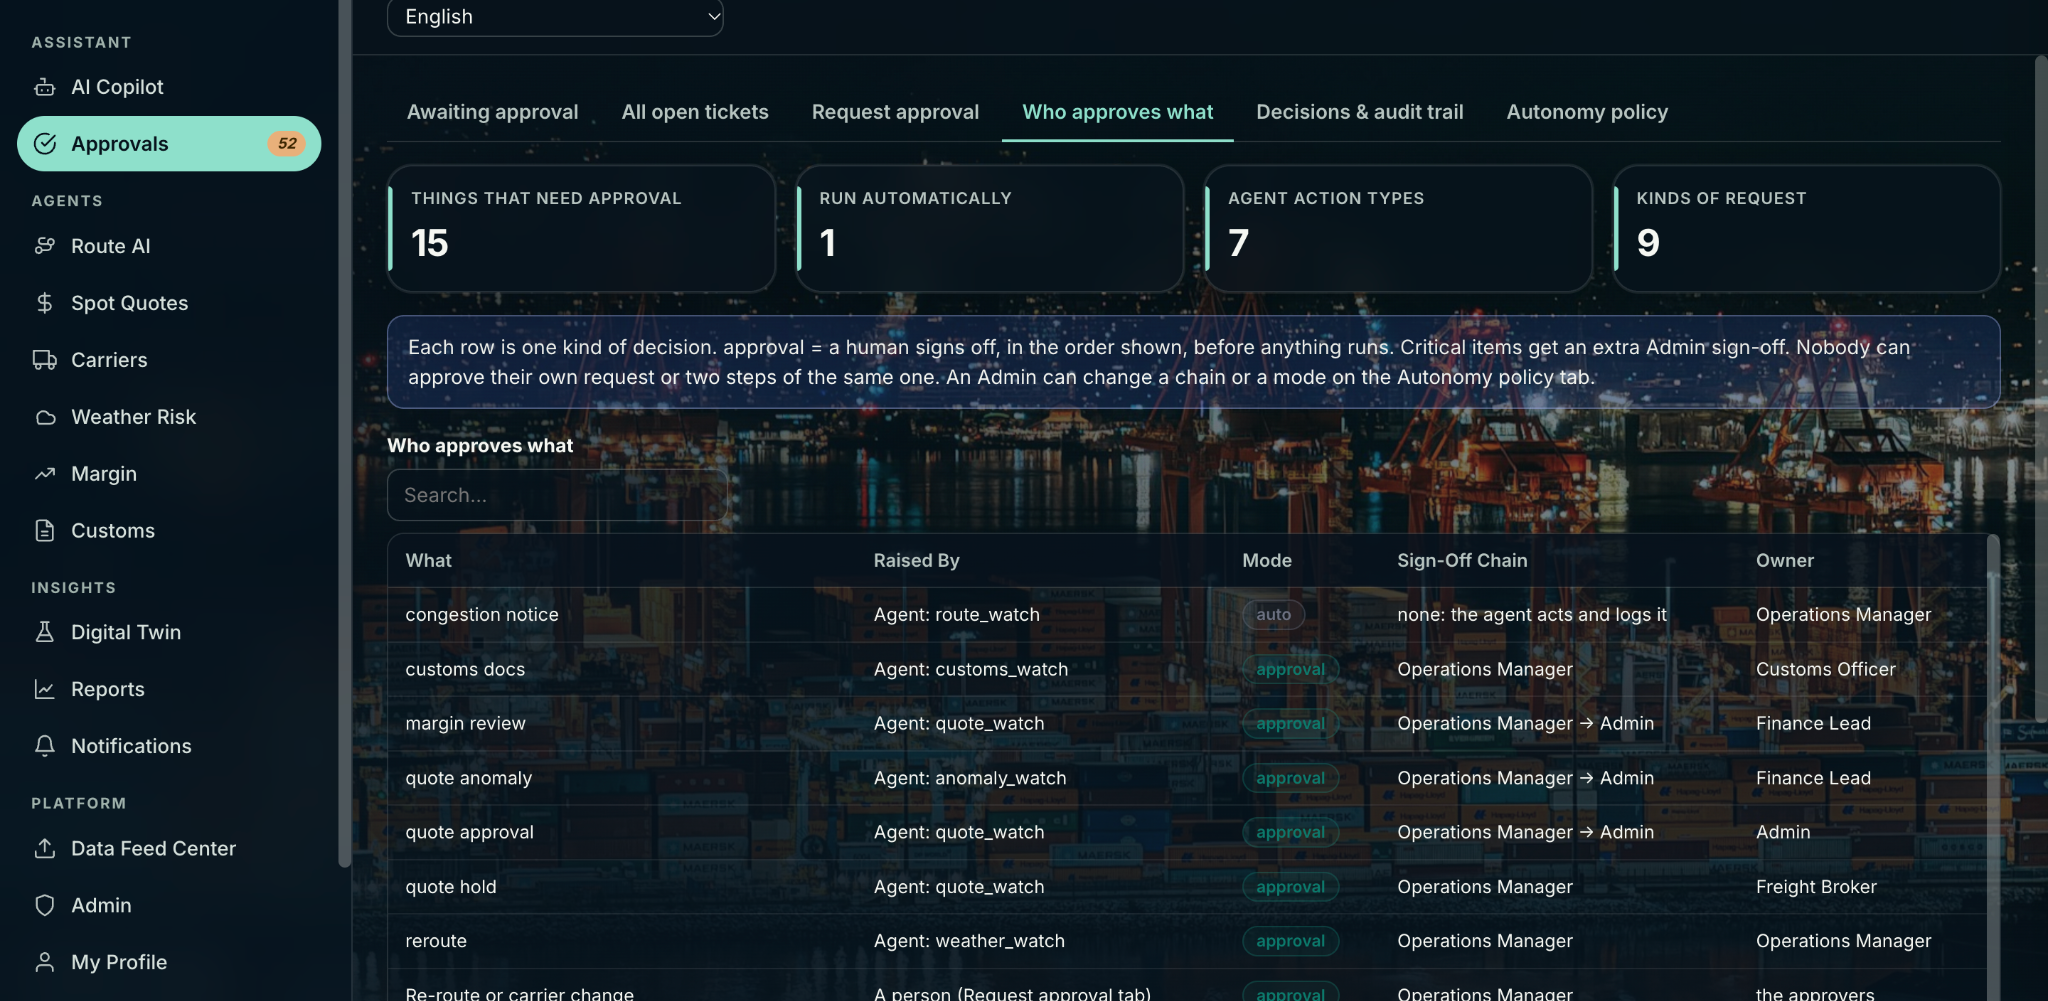 English
ASSISTANT
AI Copilot
Approvals 52
AGENTS
Route AI
Spot Quotes
Carriers
Weather Risk
Margin
Customs
INSIGHTS
Digital Twin
Reports
Notifications
PLATFORM
Data Feed Center
Admin
My Profile
Awaiting approval All open tickets Request approval Who approves what Decisions & audit trail Autonomy policy
THINGS THAT NEED APPROVAL
15
RUN AUTOMATICALLY
1
AGENT ACTION TYPES
7
KINDS OF REQUEST
9
Each row is one kind of decision. approval = a human signs off, in the order shown, before anything runs. Critical items get an extra Admin sign-off. Nobody can
approve their own request or two steps of the same one. An Admin can change a chain or a mode on the Autonomy policy tab.
Who approves what
Search...
What Raised By Mode Sign-Off Chain Owner
congestion notice Agent: route_watch auto none: the agent acts and logs it Operations Manager
customs docs Agent: customs_watch approval Operations Manager Customs Officer
margin review Agent: quote_watch approval Operations Manager → Admin Finance Lead
quote anomaly Agent: anomaly_watch approval Operations Manager → Admin Finance Lead
quote approval Agent: quote_watch approval Operations Manager → Admin Admin
quote hold Agent: quote_watch approval Operations Manager Freight Broker
reroute Agent: weather_watch approval Operations Manager Operations Manager
Re-route or carrier change A person (Request approval tab) approval Operations Manager the approvers